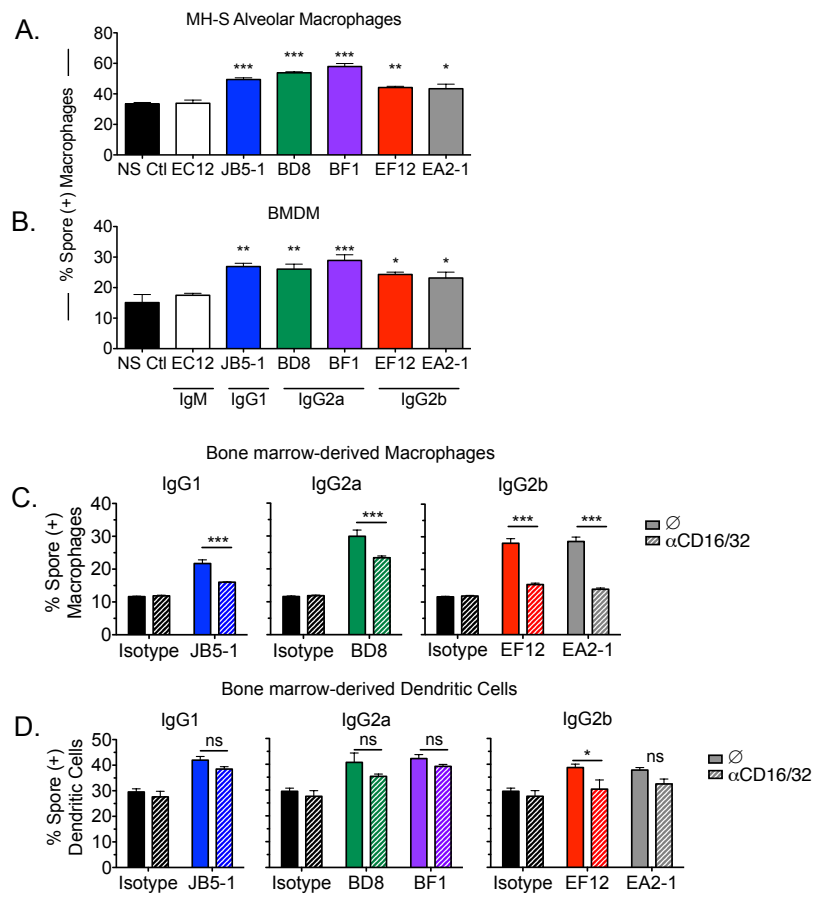 A.
MH-S Alveolar Macrophages
% Spore (+) Macrophages
80
60
40
20
0
*** *** *** ** *
NS Ctl EC12 JB5-1 BD8 BF1 EF12 EA2-1
B.
BMDM
40
30
20
10
0
** ** *** * *
NS Ctl EC12 JB5-1 BD8 BF1 EF12 EA2-1
IgM IgG1 IgG2a IgG2b
Bone marrow-derived Macrophages
C.
IgG1 IgG2a IgG2b
% Spore (+)
Macrophages
40
30
20
10
0
*** *** *** ***
∅
αCD16/32
Isotype JB5-1 Isotype BD8 Isotype EF12 EA2-1
Bone marrow-derived Dendritic Cells
D.
IgG1 IgG2a IgG2b
% Spore (+)
Dendritic Cells
50
40
30
20
10
0
ns ns ns * ns
∅
αCD16/32
Isotype JB5-1 Isotype BD8 BF1 Isotype EF12 EA2-1